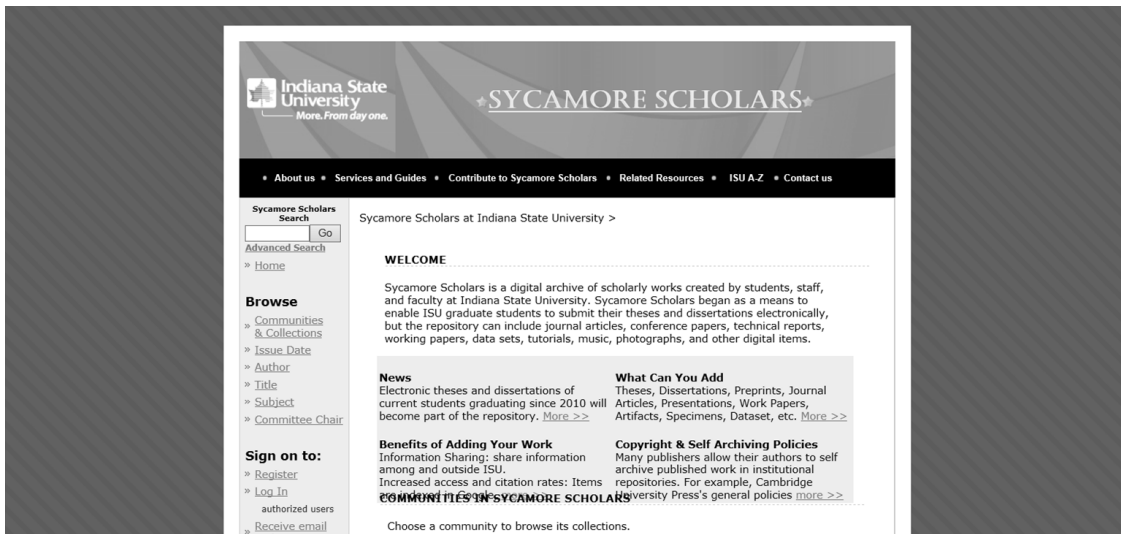 Indiana State
University
More. From day one.
SYCAMORE SCHOLARS
About us
Services and Guides
Contribute to Sycamore Scholars
Related Resources
ISU A-Z
Contact us
Sycamore Scholars
Search
Go
Advanced Search
» Home
Browse
» Communities
& Collections
» Issue Date
» Author
» Title
» Subject
» Committee Chair
Sign on to:
» Register
» Log In
authorized users
» Receive email
Sycamore Scholars at Indiana State University >
WELCOME
Sycamore Scholars is a digital archive of scholarly works created by students, staff,
and faculty at Indiana State University. Sycamore Scholars began as a means to
enable ISU graduate students to submit their theses and dissertations electronically,
but the repository can include journal articles, conference papers, technical reports,
working papers, data sets, tutorials, music, photographs, and other digital items.
News
Electronic theses and dissertations of
current students graduating since 2010 will
become part of the repository. More >>
What Can You Add
Theses, Dissertations, Preprints, Journal
Articles, Presentations, Work Papers,
Artifacts, Specimens, Dataset, etc. More >>
Benefits of Adding Your Work
Information Sharing: share information
among and outside ISU.
Increased access and citation rates: Items
are indexed in Google. more >>
Copyright & Self Archiving Policies
Many publishers allow their authors to self
archive published work in institutional
repositories. For example, Cambridge
University Press's general policies more >>
COMMUNITIES IN SYCAMORE SCHOLARS
Choose a community to browse its collections.